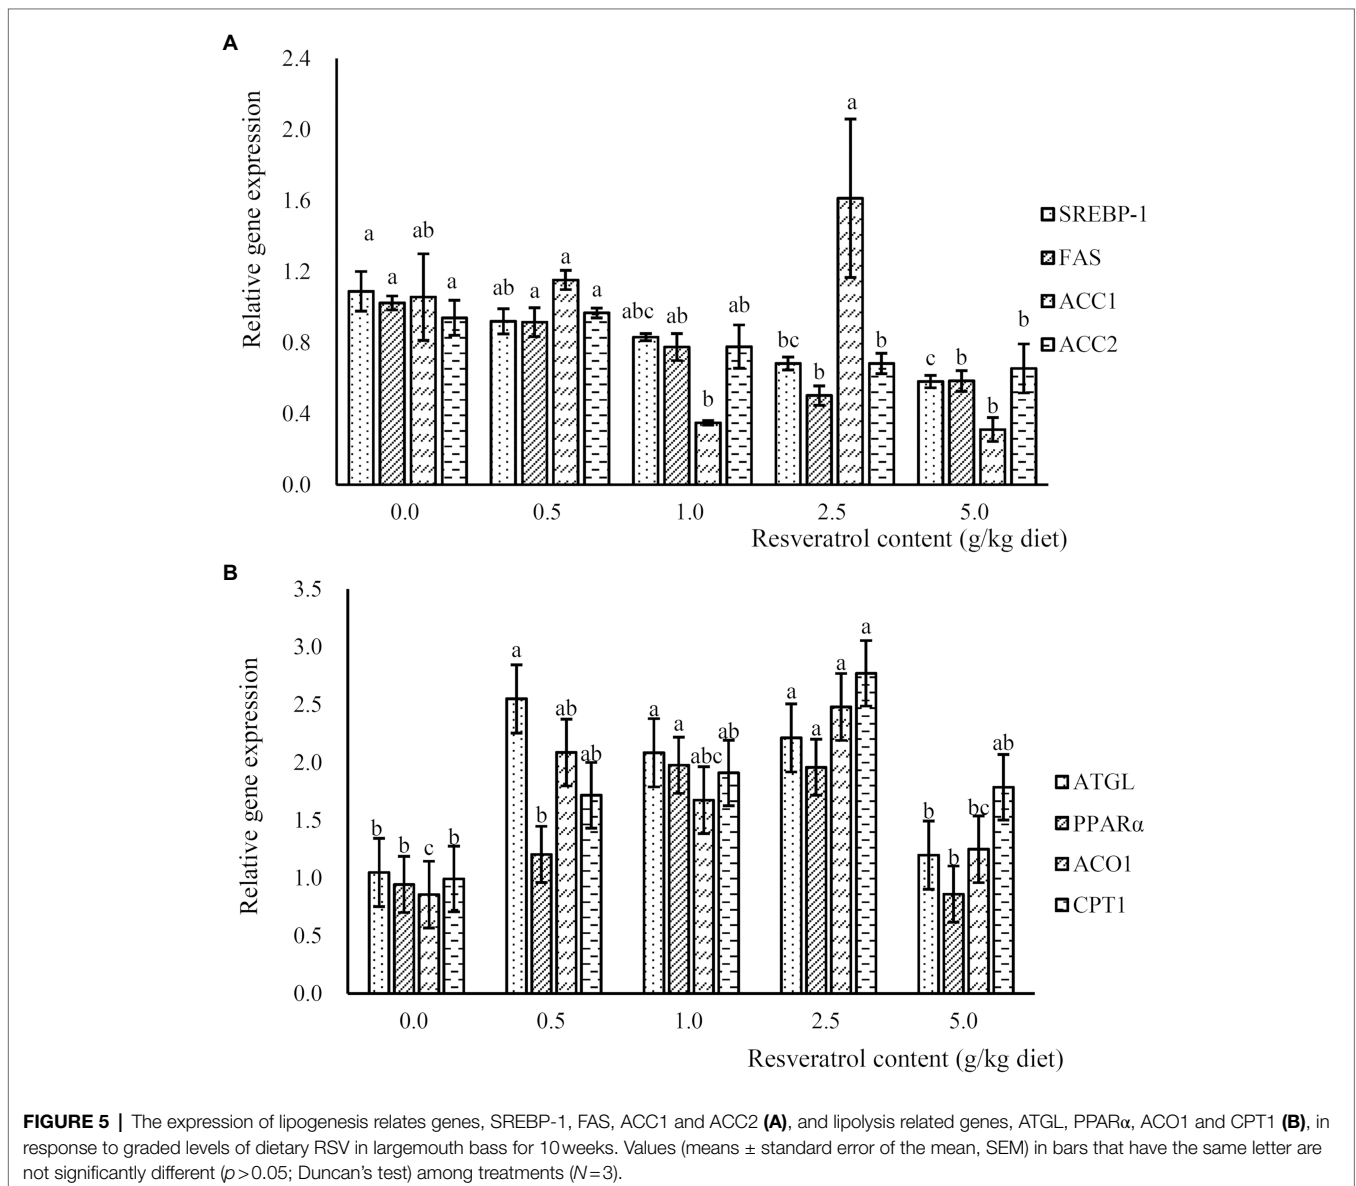 A
2.4
2.0
1.6
1.2
0.8
0.4
0.0
Relative gene expression
a a ab a
ab a a a
abc ab b ab
bc b a b
c b b b
SREBP-1
FAS
ACC1
ACC2
0.0 0.5 1.0 2.5 5.0
Resveratrol content (g/kg diet)
B
3.5
3.0
2.5
2.0
1.5
1.0
0.5
0.0
Relative gene expression
b b c b
a b ab ab
a a abc ab
a a a a
b b bc ab
ATGL
PPARα
ACO1
CPT1
0.0 0.5 1.0 2.5 5.0
Resveratrol content (g/kg diet)
FIGURE 5 | The expression of lipogenesis relates genes, SREBP-1, FAS, ACC1 and ACC2 (A), and lipolysis related genes, ATGL, PPARα, ACO1 and CPT1 (B), in
response to graded levels of dietary RSV in largemouth bass for 10 weeks. Values (means ± standard error of the mean, SEM) in bars that have the same letter are
not significantly different (p > 0.05; Duncan's test) among treatments (N = 3).